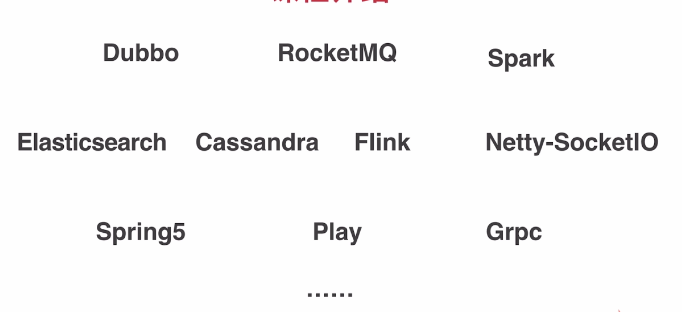 Dubbo RocketMQ Spark
Elasticsearch Cassandra Flink Netty-SocketIO
Spring5 Play Grpc
......